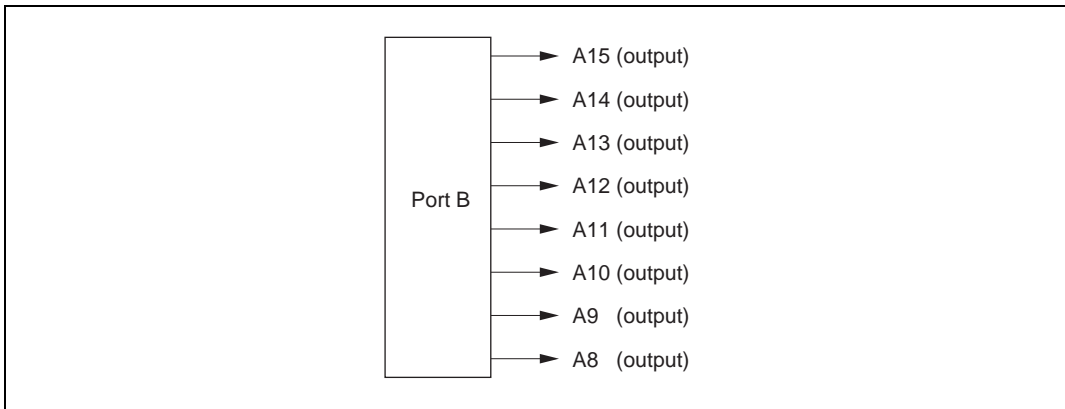 A15 (output)
A14 (output)
A13 (output)
A12 (output)
Port B
A11 (output)
A10 (output)
A9 (output)
A8 (output)